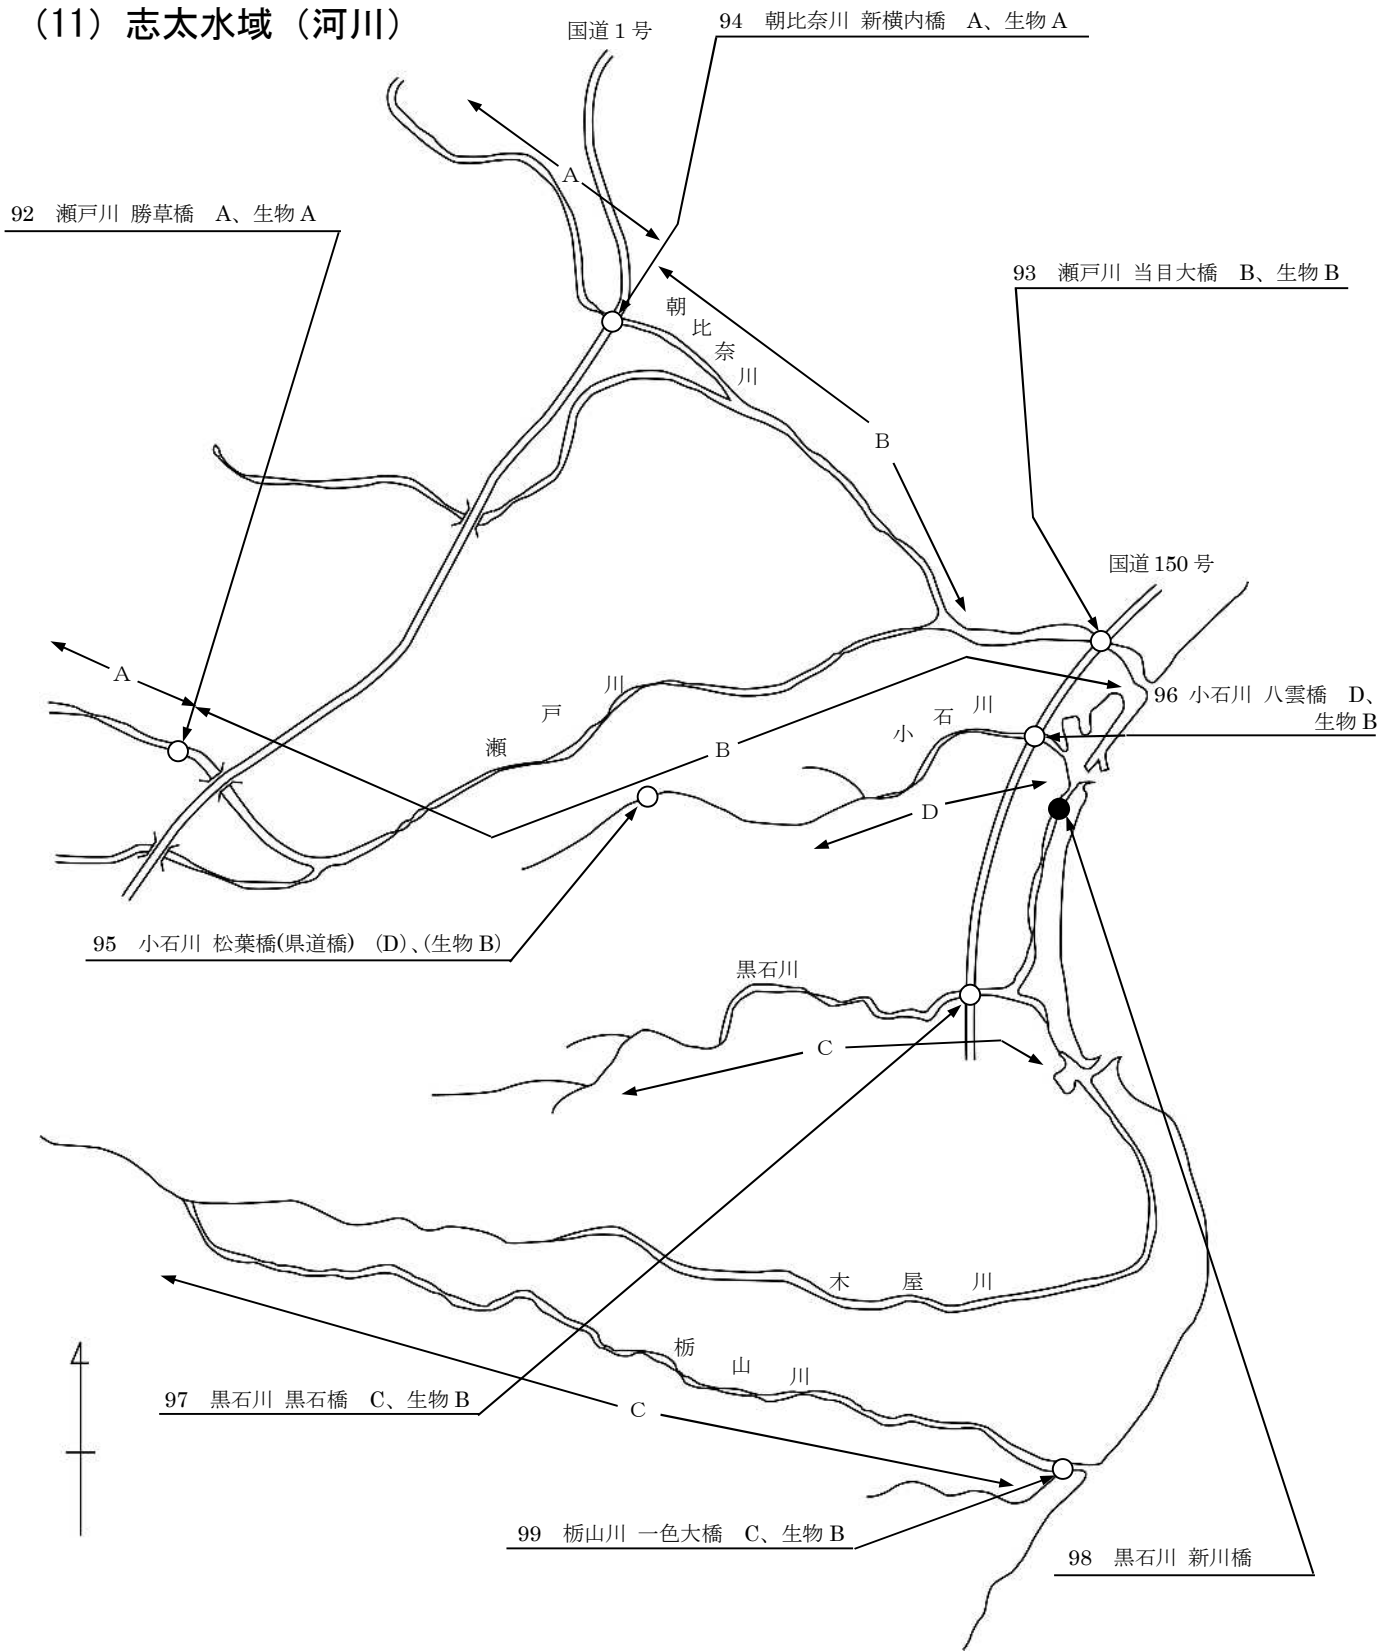 (11) 志太水域（河川）
国道1号
94 朝比奈川 新横内橋 A、生物A
A
92 瀬戸川 勝草橋 A、生物A
93 瀬戸川 当目大橋 B、生物B
朝比奈川
B
国道150号
A
瀬戸川
小石川
96 小石川 八雲橋 D、
生物B
B
D
95 小石川 松葉橋(県道橋) (D)、(生物B)
黒石川
C
木屋川
栃山川
97 黒石川 黒石橋 C、生物B
C
99 栃山川 一色大橋 C、生物B
98 黒石川 新川橋